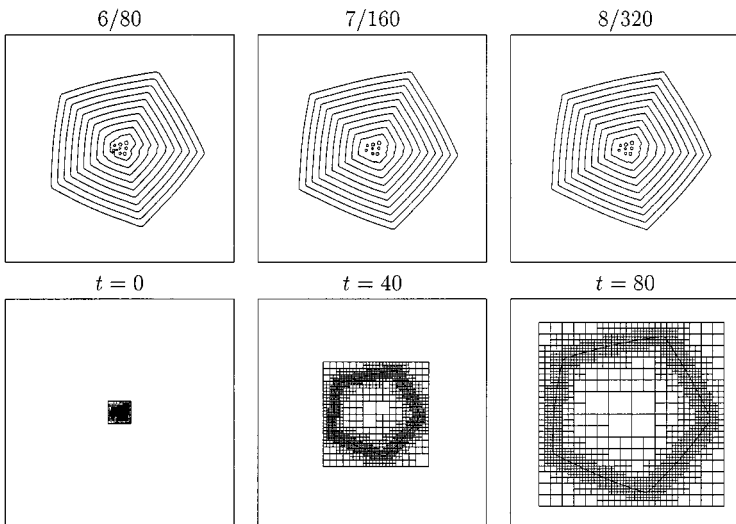 6/80
7/160
8/320
t = 0
t = 40
t = 80